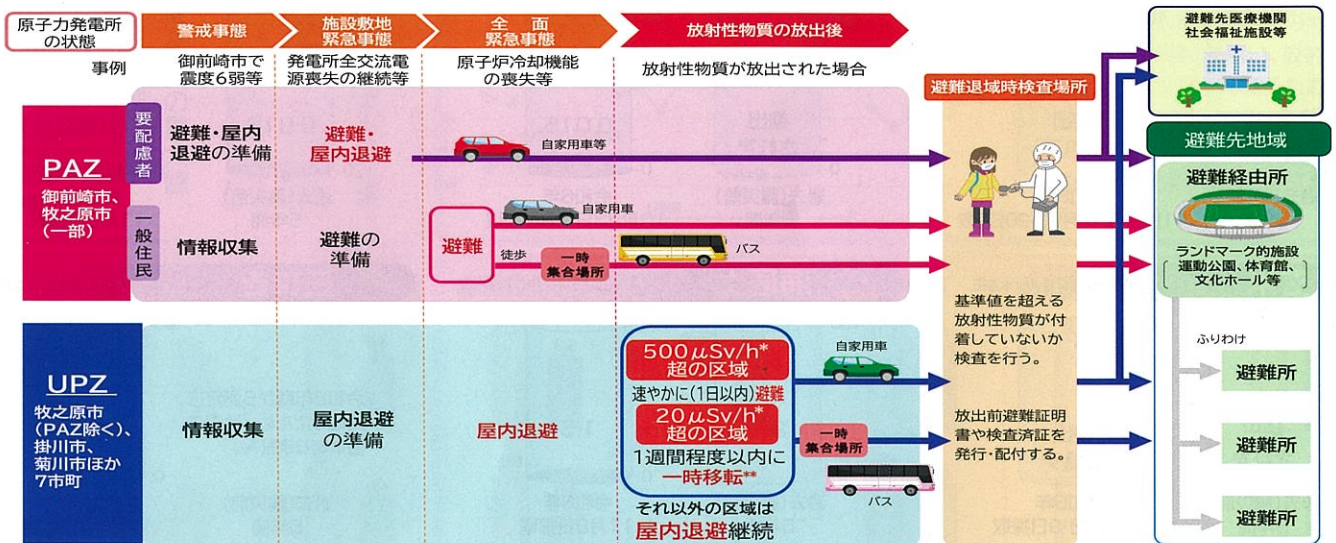 原子力発電所
の状態
警戒事態
施設敷地
緊急事態
全面
緊急事態
放射性物質の放出後
事例
御前崎市で
震度6弱等
発電所全交流電
源喪失の継続等
原子炉冷却機能
の喪失等
放射性物質が放出された場合
避難退域時検査場所
避難先医療機関
社会福祉施設等
PAZ
御前崎市、
牧之原市
(一部)
要配慮者
避難・屋内
退避の準備
避難・
屋内退避
自家用車等
一般住民
情報収集
避難の
準備
避難
自家用車
徒歩
一時
集合場所
バス
基準値を超える
放射性物質が付
着していないか
検査を行う。
放出前避難証明
書や検査済証を
発行・配付する。
避難先地域
避難経由所
ランドマーク的施設
運動公園、体育館、
文化ホール等
ふりわけ
避難所
避難所
避難所
UPZ
牧之原市
(PAZ除く)、
掛川市、
菊川市ほか
7市町
情報収集
屋内退避
の準備
屋内退避
500μSv/h*
超の区域
速やかに(1日以内)避難
20μSv/h*
超の区域
1週間程度以内に
一時移転**
それ以外の区域は
屋内退避継続
自家用車
一時
集合場所
バス